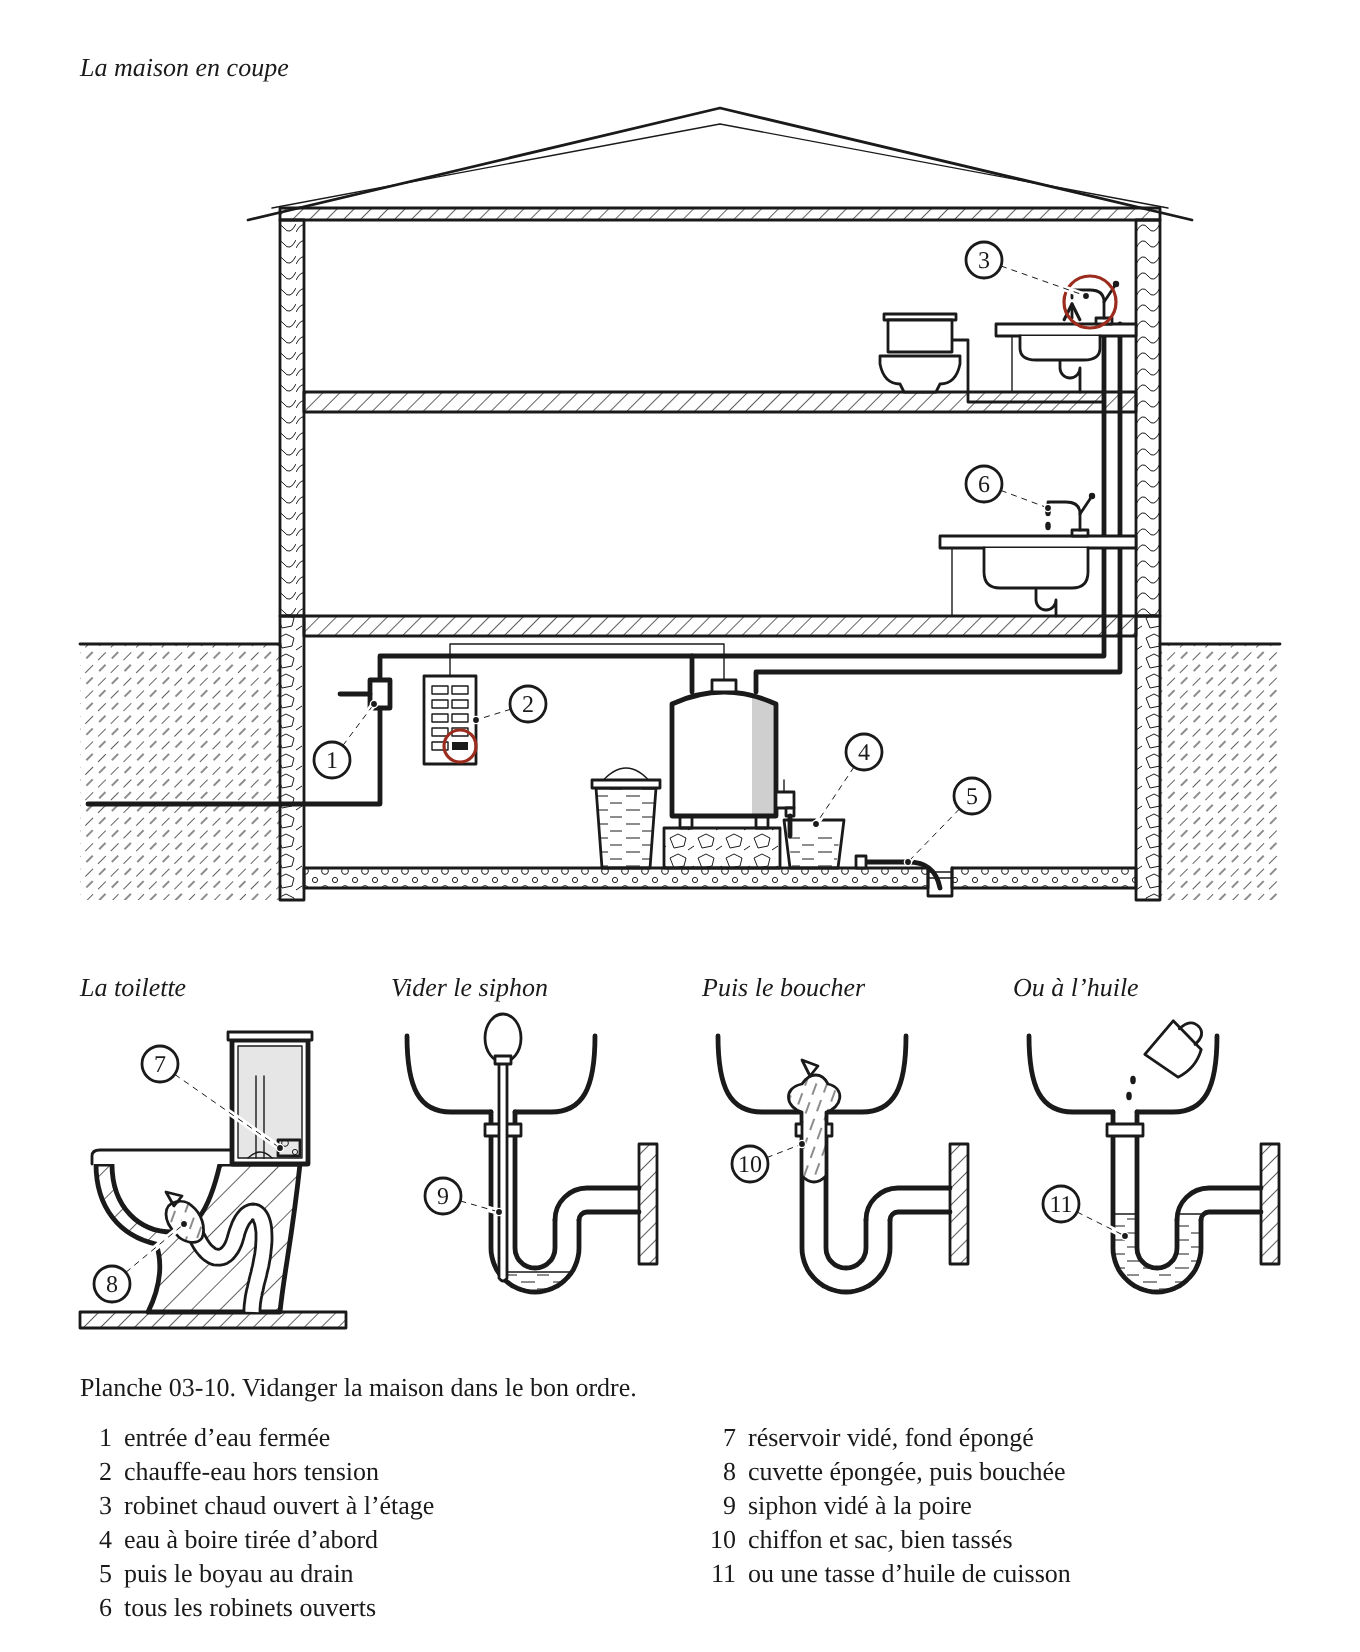 La maison en coupe
3
6
2
1
4
5
La toilette
Vider le siphon
Puis le boucher
Ou à l’huile
7
8
9
10
11
Planche 03-10. Vidanger la maison dans le bon ordre.
1 entrée d’eau fermée
2 chauffe-eau hors tension
3 robinet chaud ouvert à l’étage
4 eau à boire tirée d’abord
5 puis le boyau au drain
6 tous les robinets ouverts
7 réservoir vidé, fond épongé
8 cuvette épongée, puis bouchée
9 siphon vidé à la poire
10 chiffon et sac, bien tassés
11 ou une tasse d’huile de cuisson